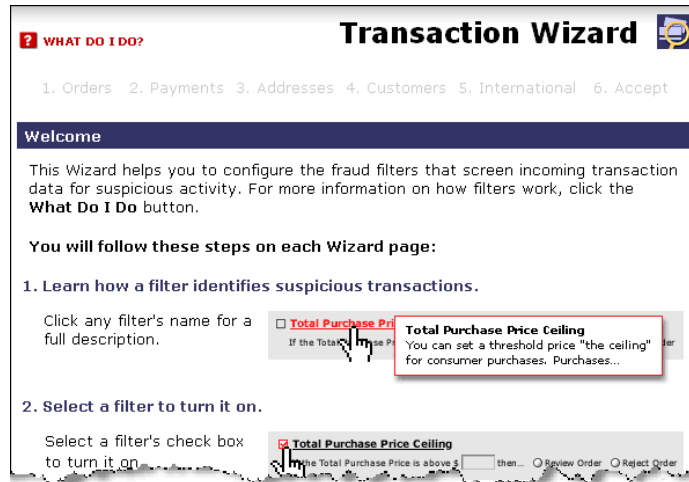 ? WHAT DO I DO?
Transaction Wizard
1. Orders 2. Payments 3. Addresses 4. Customers 5. International 6. Accept
Welcome
This Wizard helps you to configure the fraud filters that screen incoming transaction
data for suspicious activity. For more information on how filters work, click the
What Do I Do button.
You will follow these steps on each Wizard page:
1. Learn how a filter identifies suspicious transactions.
Click any filter's name for a
full description.
Total Purchase Pri
If the Total
Total Purchase Price Ceiling
You can set a threshold price "the ceiling"
for consumer purchases. Purchases...
2. Select a filter to turn it on.
Select a filter's check box
to turn it on
Total Purchase Price Ceiling
the Total Purchase Price is above $ then... Review Order Reject Order